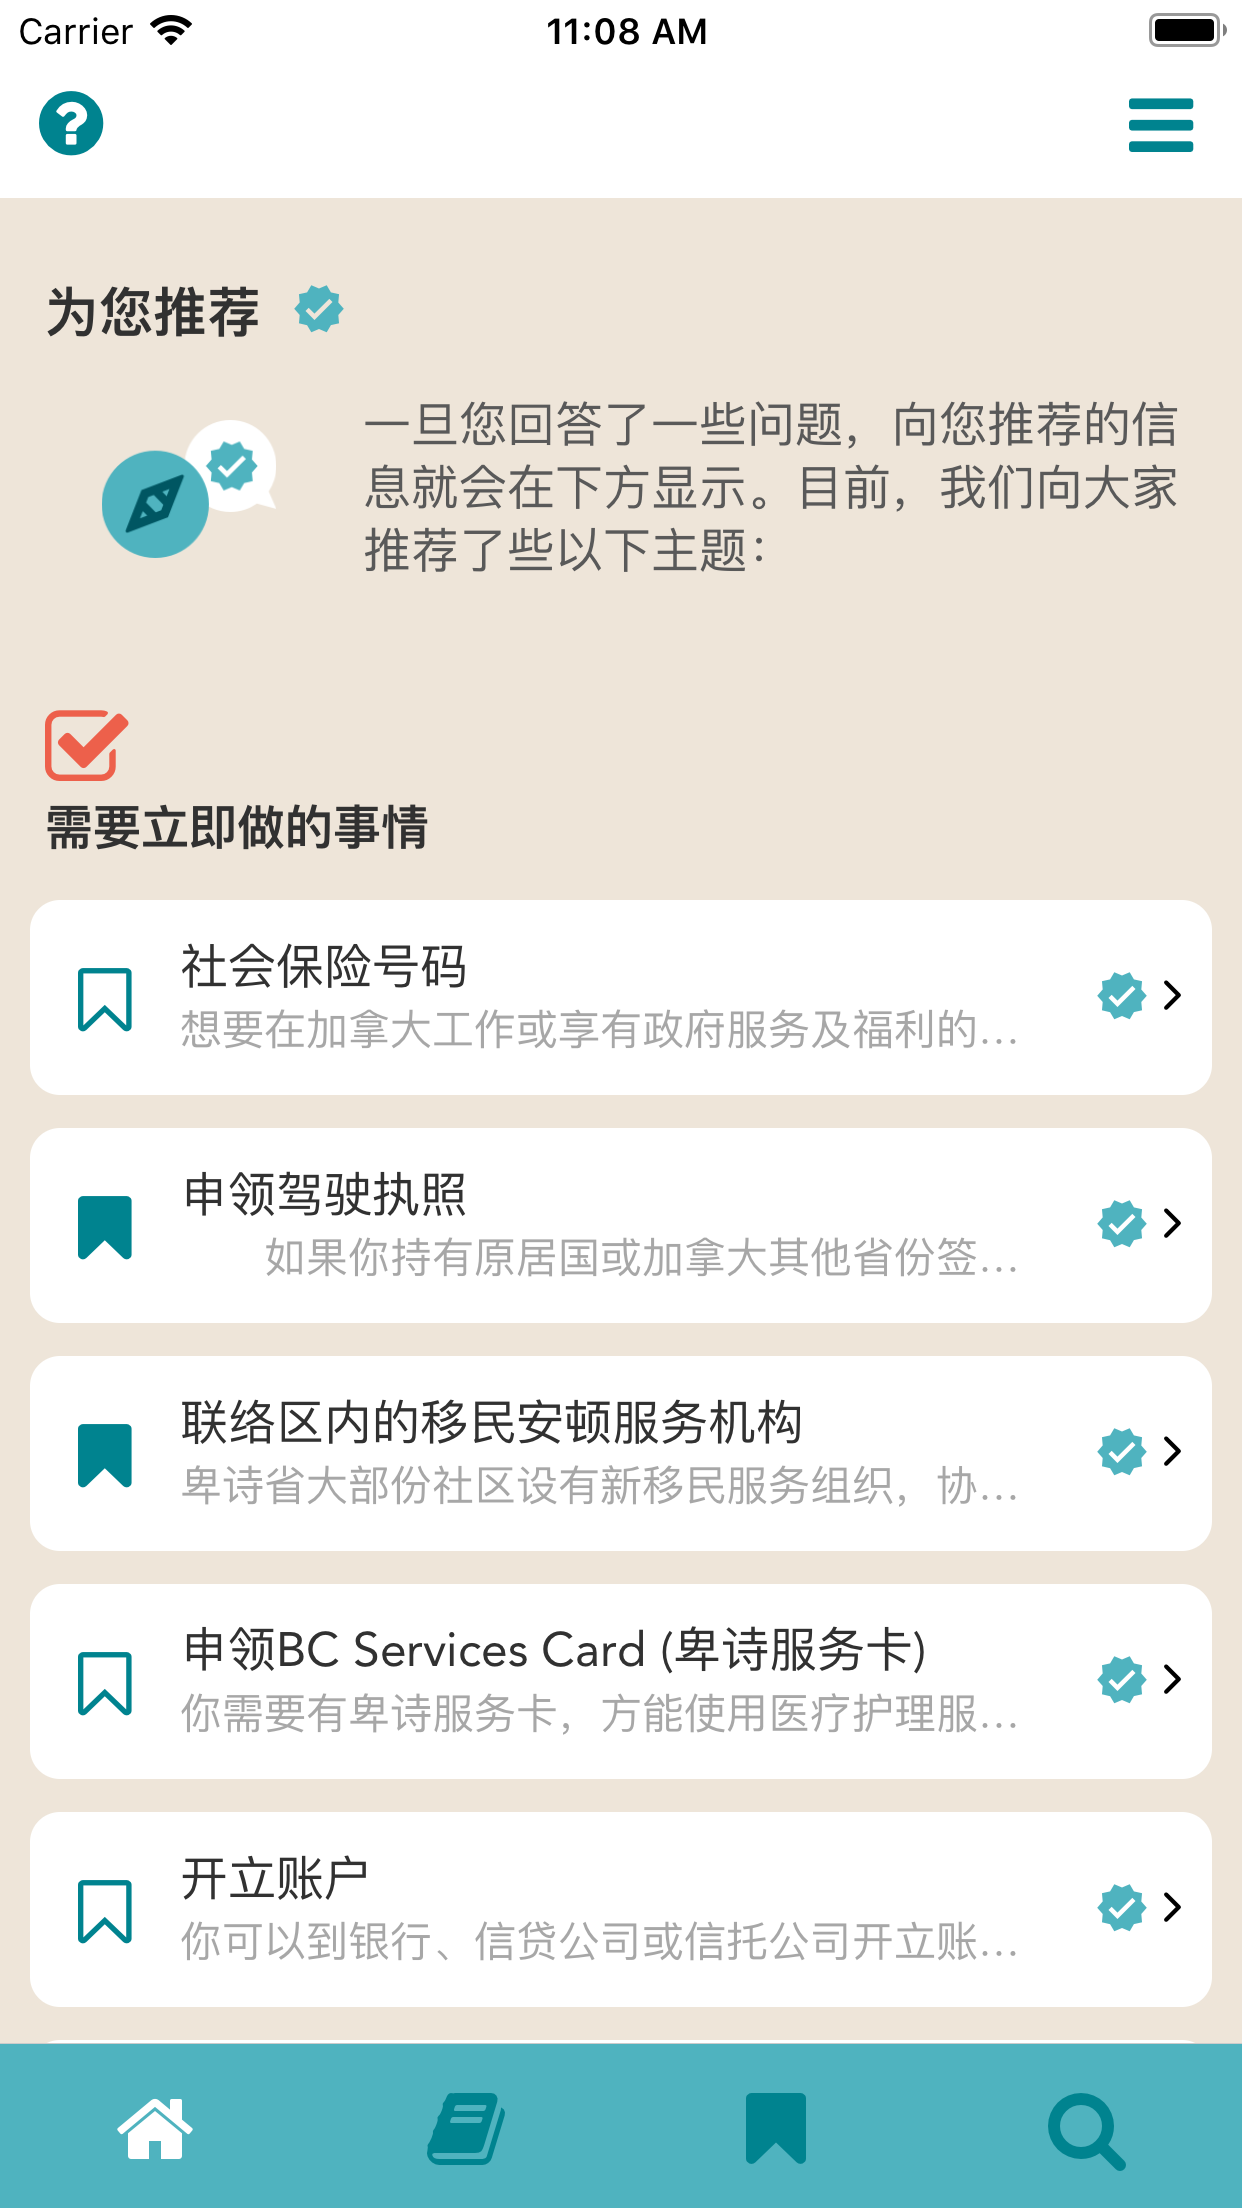 Carrier
11:08 AM
为您推荐
一旦您回答了一些问题，向您推荐的信
息就会在下方显示。目前，我们向大家
推荐了些以下主题：
需要立即做的事情
社会保险号码
想要在加拿大工作或享有政府服务及福利的...
申领驾驶执照
如果你持有原居国或加拿大其他省份签...
联络区内的移民安顿服务机构
卑诗省大部份社区设有新移民服务组织，协...
申领BC Services Card (卑诗服务卡)
你需要有卑诗服务卡，方能使用医疗护理服...
开立账户
你可以到银行、信贷公司或信托公司开立账...